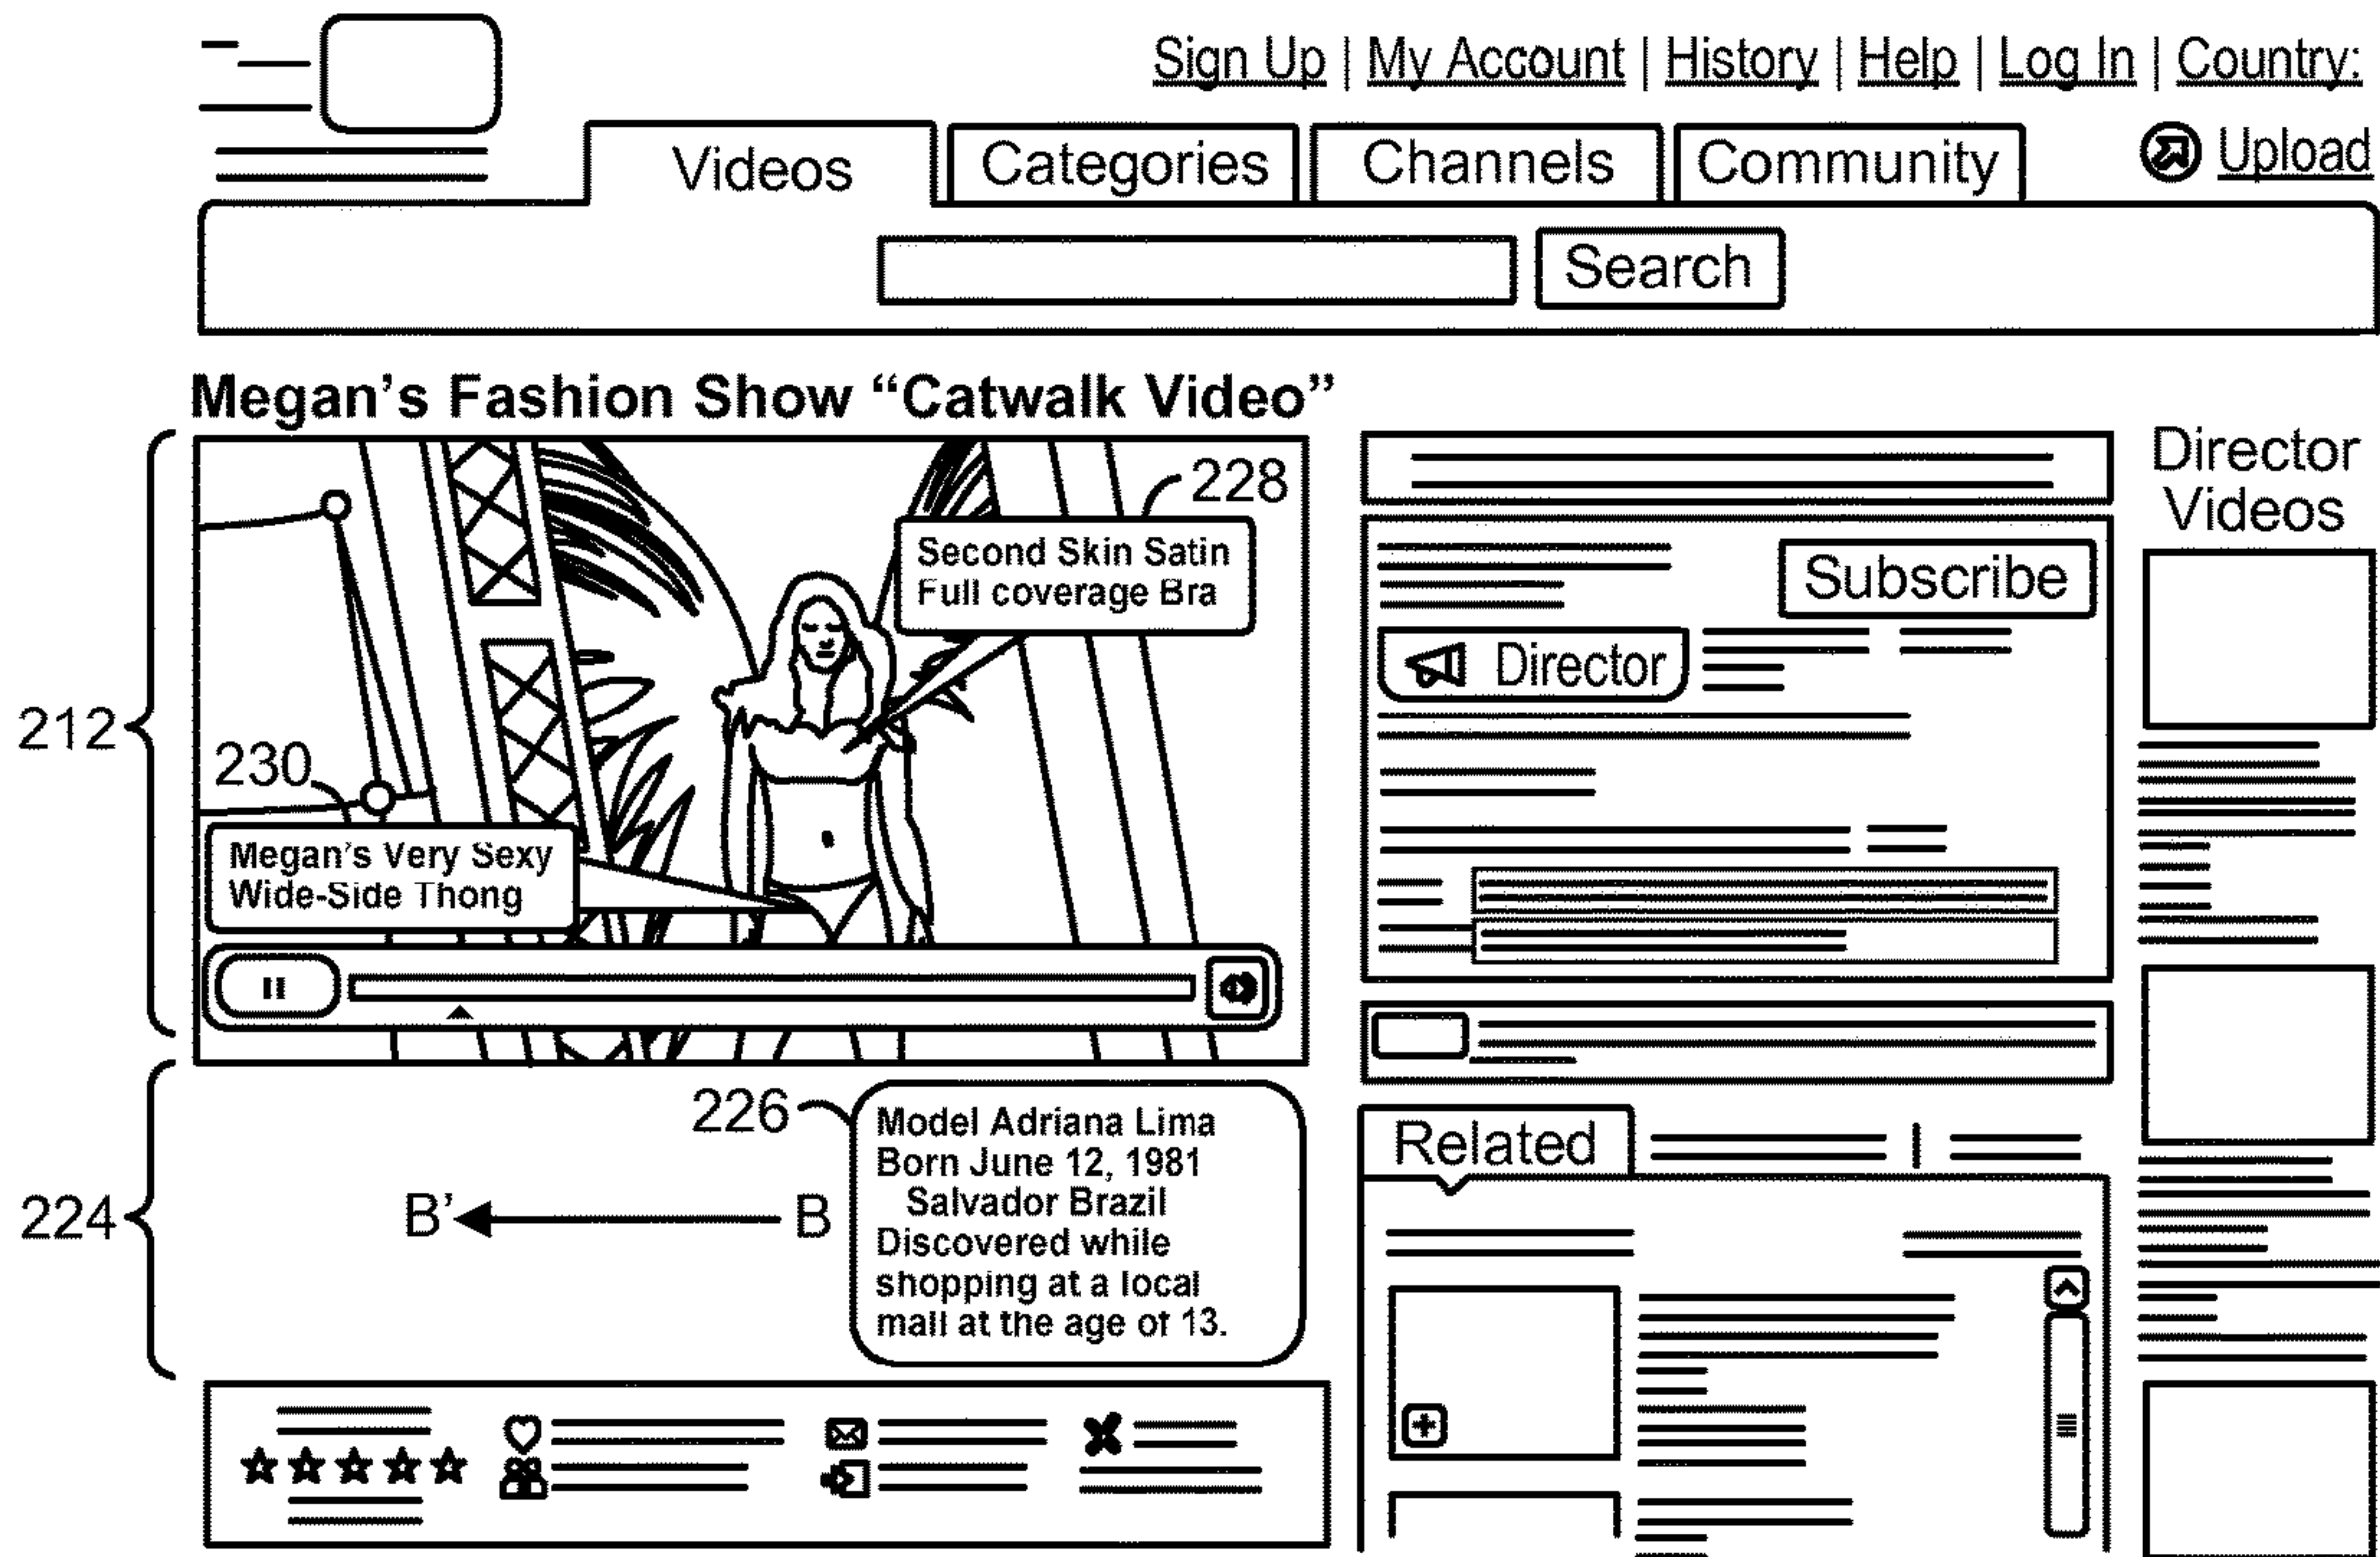 Sign Up | My Account | History | Help | Log In | Country:
Videos
Categories
Channels
Community
Upload
Search
Megan's Fashion Show “Catwalk Video”
212
228
Second Skin Satin
Full coverage Bra
230
Megan's Very Sexy
Wide-Side Thong
Subscribe
Director
Director
Videos
224
B'
B
226
Model Adriana Lima
Born June 12, 1981
Salvador Brazil
Discovered while
shopping at a local
mall at the age of 13.
Related